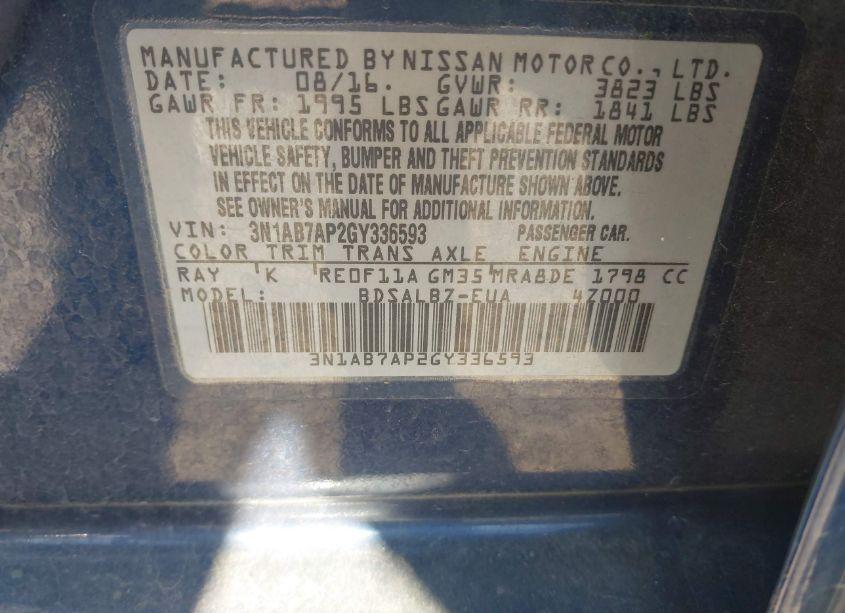 MANUFACTURED BY NISSAN MOTOR CO., LTD.
DATE: 08/16. GVWR: 3823 LBS
GAWR FR: 1995 LBS GAWR RR: 1841 LBS
THIS VEHICLE CONFORMS TO ALL APPLICABLE FEDERAL MOTOR
VEHICLE SAFETY, BUMPER AND THEFT PREVENTION STANDARDS
IN EFFECT ON THE DATE OF MANUFACTURE SHOWN ABOVE.
SEE OWNER'S MANUAL FOR ADDITIONAL INFORMATION.
VIN: 3N1AB7AP2GY336593 PASSENGER CAR.
COLOR TRIM TRANS AXLE ENGINE
RAY K RE0F11A GM35 MRA8DE 1798 CC
MODEL: BDSALBZ-EUA 47000
3N1AB7AP2GY336593